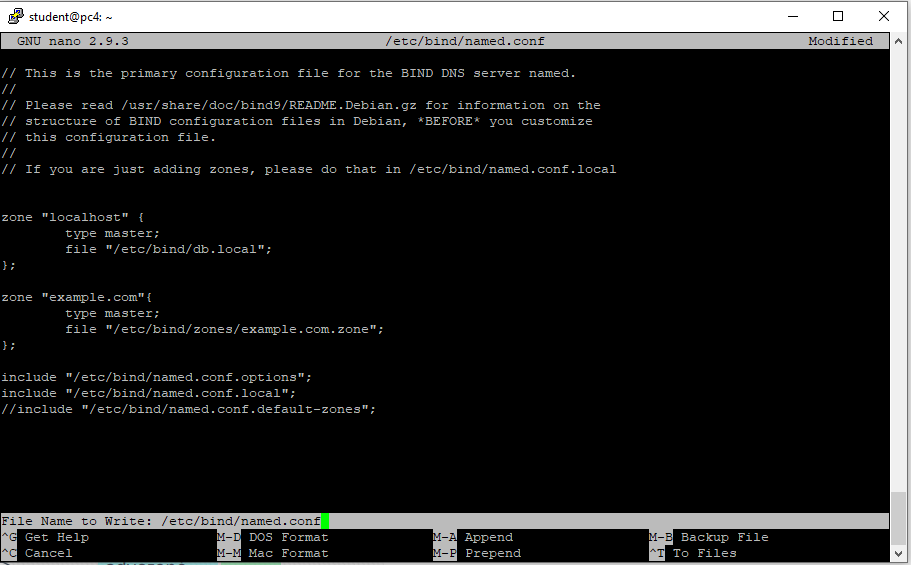 student@pc4: ~
GNU nano 2.9.3 /etc/bind/named.conf Modified
// This is the primary configuration file for the BIND DNS server named.
//
// Please read /usr/share/doc/bind9/README.Debian.gz for information on the
// structure of BIND configuration files in Debian, *BEFORE* you customize
// this configuration file.
//
// If you are just adding zones, please do that in /etc/bind/named.conf.local
zone "localhost" {
type master;
file "/etc/bind/db.local";
};
zone "example.com"{
type master;
file "/etc/bind/zones/example.com.zone";
};
include "/etc/bind/named.conf.options";
include "/etc/bind/named.conf.local";
//include "/etc/bind/named.conf.default-zones";
File Name to Write: /etc/bind/named.conf
^G Get Help M-D DOS Format M-A Append M-B Backup File
^C Cancel M-M Mac Format M-P Prepend ^T To Files